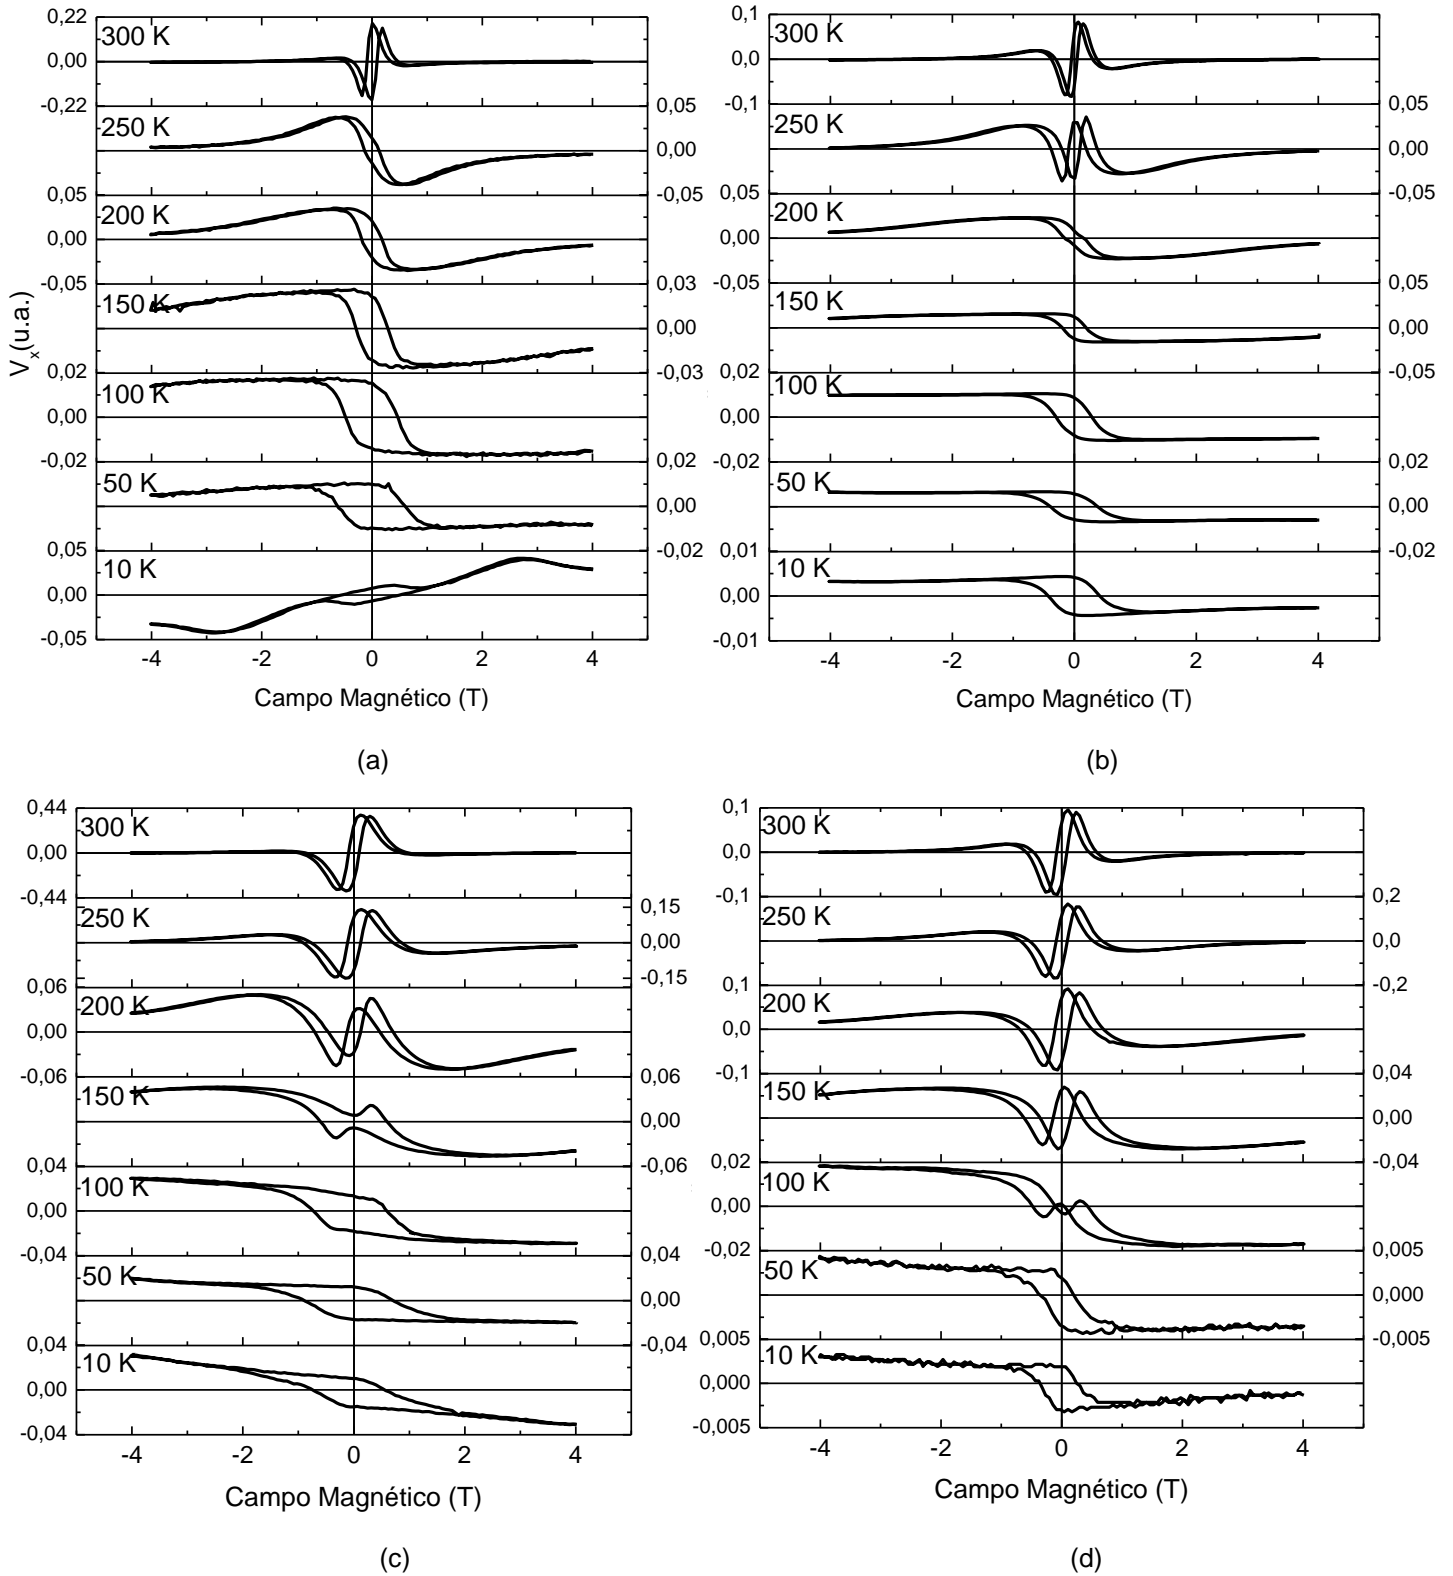 V_x(u.a.)
0,22
300 K
0,00
-0,22
0,05
250 K
0,00
0,05
-0,05
200 K
0,00
-0,05
0,03
150 K
0,00
0,02
-0,03
100 K
0,00
-0,02
0,02
50 K
0,00
0,05
-0,02
10 K
0,00
-0,05
-4 -2 0 2 4
Campo Magnético (T)
(a)
0,1
300 K
0,0
-0,1
0,05
250 K
0,00
0,05
-0,05
200 K
0,00
-0,05
0,05
150 K
0,00
0,02
-0,05
100 K
0,00
-0,02
0,02
50 K
0,00
0,01
-0,02
10 K
0,00
-0,01
-4 -2 0 2 4
Campo Magnético (T)
(b)
0,44
300 K
0,00
-0,44
0,15
250 K
0,00
-0,15
0,06
200 K
0,00
-0,06
0,06
150 K
0,00
0,04
-0,06
100 K
0,00
-0,04
0,04
50 K
0,00
0,04
-0,04
10 K
0,00
-0,04
-4 -2 0 2 4
Campo Magnético (T)
(c)
0,1
300 K
0,0
-0,1
0,2
250 K
0,0
0,1
-0,2
200 K
0,0
-0,1
0,04
150 K
0,00
0,02
-0,04
100 K
0,00
-0,02
0,005
50 K
0,000
0,005
-0,005
10 K
0,000
-0,005
-4 -2 0 2 4
Campo Magnético (T)
(d)